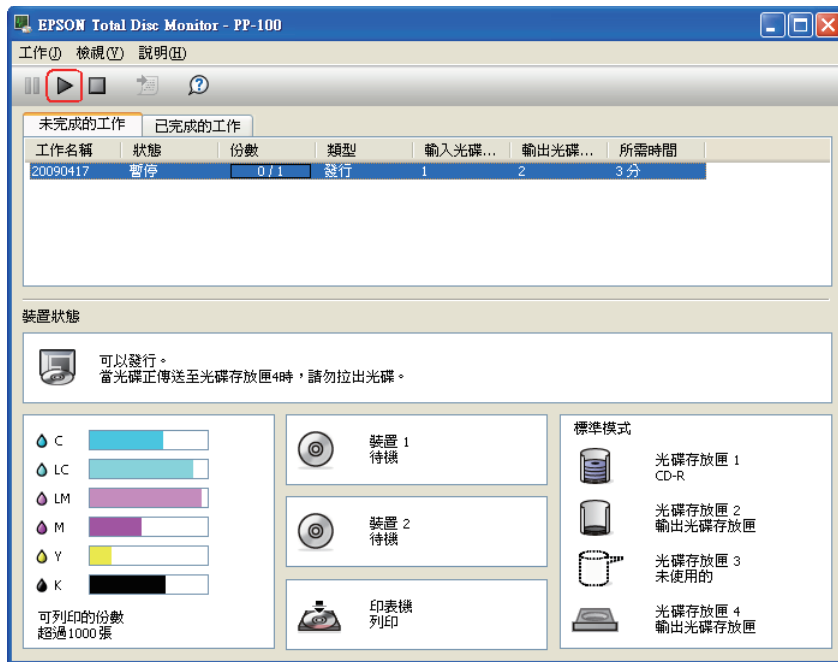 EPSON Total Disc Monitor - PP-100
工作(J) 檢視(V) 說明(H)
未完成的工作 已完成的工作
工作名稱 狀態 份數 類型 輸入光碟... 輸出光碟... 所需時間
20090417 暫停 0 / 1 發行 1 2 3 分
裝置狀態
可以發行。
當光碟正傳送至光碟存放匣4時，請勿拉出光碟。
C
LC
LM
M
Y
K
可列印的份數
超過1000 張
裝置 1
待機
裝置 2
待機
印表機
列印
標準模式
光碟存放匣 1
CD-R
光碟存放匣 2
輸出光碟存放匣
光碟存放匣 3
未使用的
光碟存放匣 4
輸出光碟存放匣